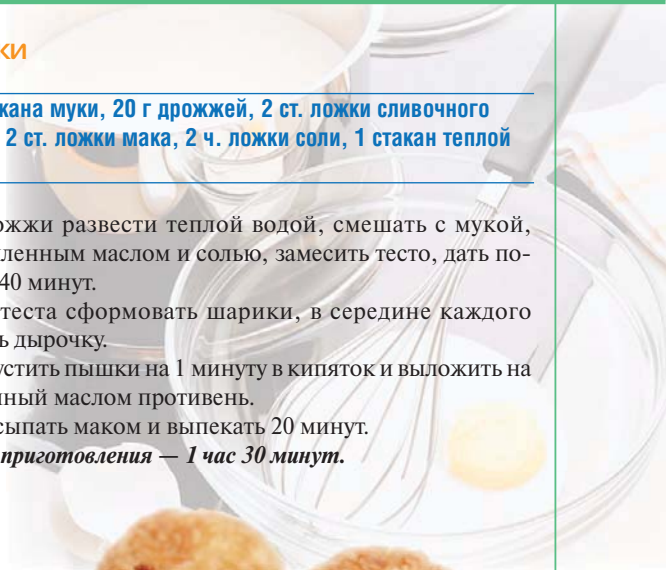 ки
кана муки, 20 г дрожжей, 2 ст. ложки сливочного
2 ст. ложки мака, 2 ч. ложки соли, 1 стакан теплой
ожжи развести теплой водой, смешать с мукой,
ленным маслом и солью, замесить тесто, дать по-
40 минут.
теста сформовать шарики, в середине каждого
ь дырочку.
устить пышки на 1 минуту в кипяток и выложить на
нный маслом противень.
сыпать маком и выпекать 20 минут.
приготовления — 1 час 30 минут.